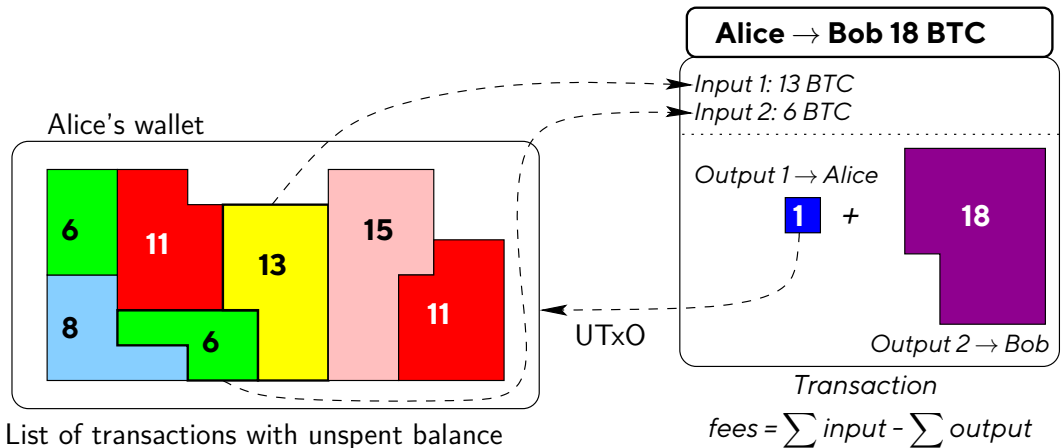 Alice → Bob 18 BTC
Input 1: 13 BTC
Input 2: 6 BTC
Alice's wallet
Output 1 → Alice
6
11
15
1 +
18
13
8
6
11
UTxO
Output 2 → Bob
Transaction
List of transactions with unspent balance
fees = ∑ input - ∑ output